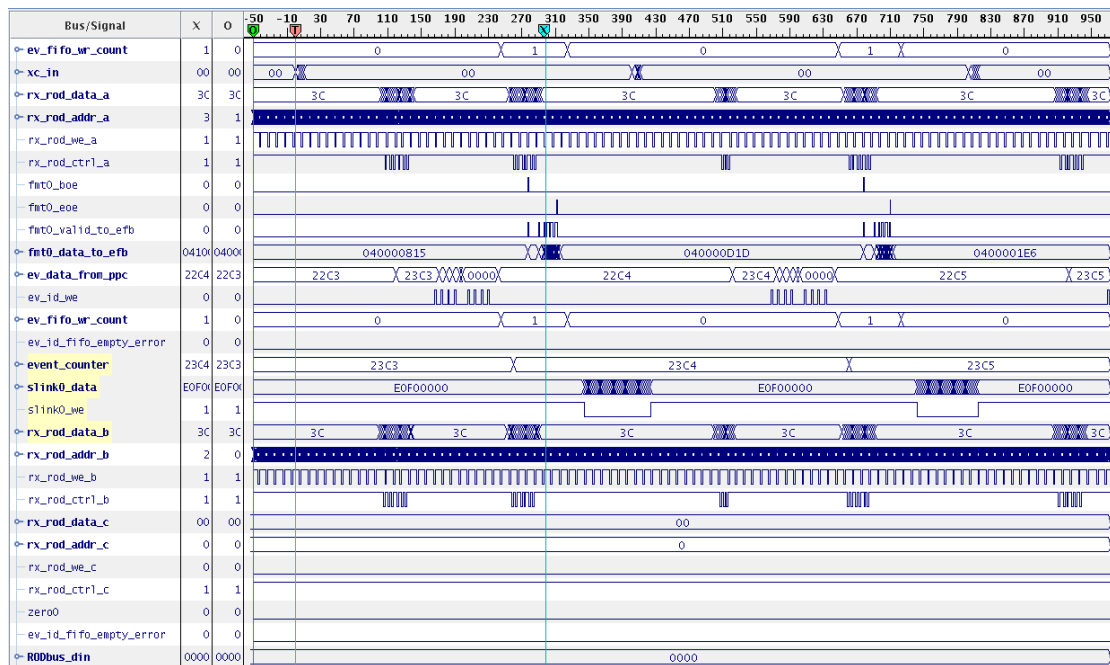 Bus/Signal X O -50 -10 30 70 110 150 190 230 270 310 350 390 430 470 510 550 590 630 670 710 750 790 830 870 910 950
O T X
ev_fifo_wr_count 1 0 0 1 0 1 0
xc_in 00 00 00 00 00 00
rx_rod_data_a 3C 3C 3C 3C 3C 3C 3C 3C
rx_rod_addr_a 3 1
rx_rod_we_a 1 1
rx_rod_ctrl_a 1 1
fmt0_boe 0 0
fmt0_eoe 0 0
fmt0_valid_to_efb 0 0
fmt0_data_to_efb 0410 0400 040000815 040000D1D 0400001E6
ev_data_from_ppc 22C4 22C3 22C3 23C3 0000 22C4 23C4 0000 22C5 23C5
ev_id_we 0 0
ev_fifo_wr_count 1 0 0 1 0 1 0
ev_id_fifo_empty_error 0 0
event_counter 23C4 23C3 23C3 23C4 23C5
slink0_data E0F0 E0F0 E0F00000 E0F00000 E0F00000
slink0_we 1 1
rx_rod_data_b 3C 3C 3C 3C 3C 3C 3C 3C
rx_rod_addr_b 2 0
rx_rod_we_b 1 1
rx_rod_ctrl_b 1 1
rx_rod_data_c 00 00 00
rx_rod_addr_c 0 0 0
rx_rod_we_c 0 0
rx_rod_ctrl_c 1 1
zero0 0 0
ev_id_fifo_empty_error 0 0
RODbus_din 0000 0000 0000